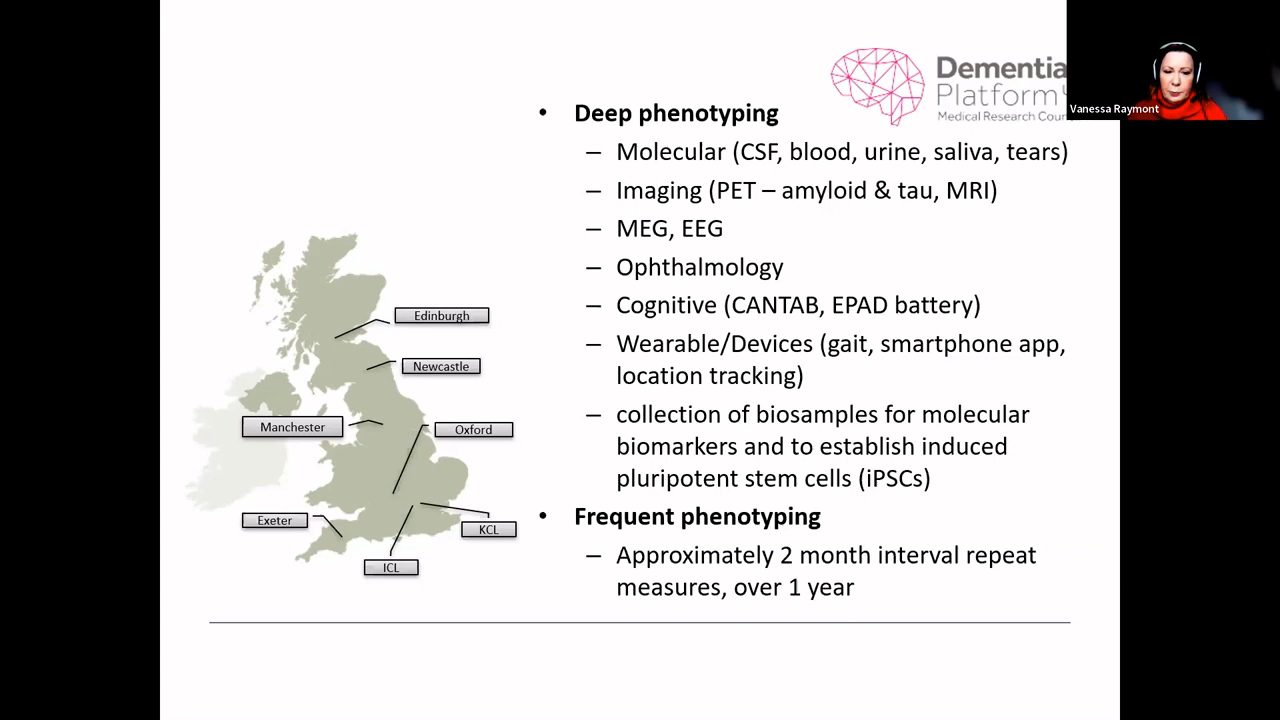 Dementia
Platform
Medical Research Coun
Vanessa Raymont
• Deep phenotyping
– Molecular (CSF, blood, urine, saliva, tears)
– Imaging (PET – amyloid & tau, MRI)
– MEG, EEG
– Ophthalmology
– Cognitive (CANTAB, EPAD battery)
– Wearable/Devices (gait, smartphone app,
location tracking)
– collection of biosamples for molecular
biomarkers and to establish induced
pluripotent stem cells (iPSCs)
• Frequent phenotyping
– Approximately 2 month interval repeat
measures, over 1 year
Edinburgh
Newcastle
Manchester
Oxford
Exeter
KCL
ICL